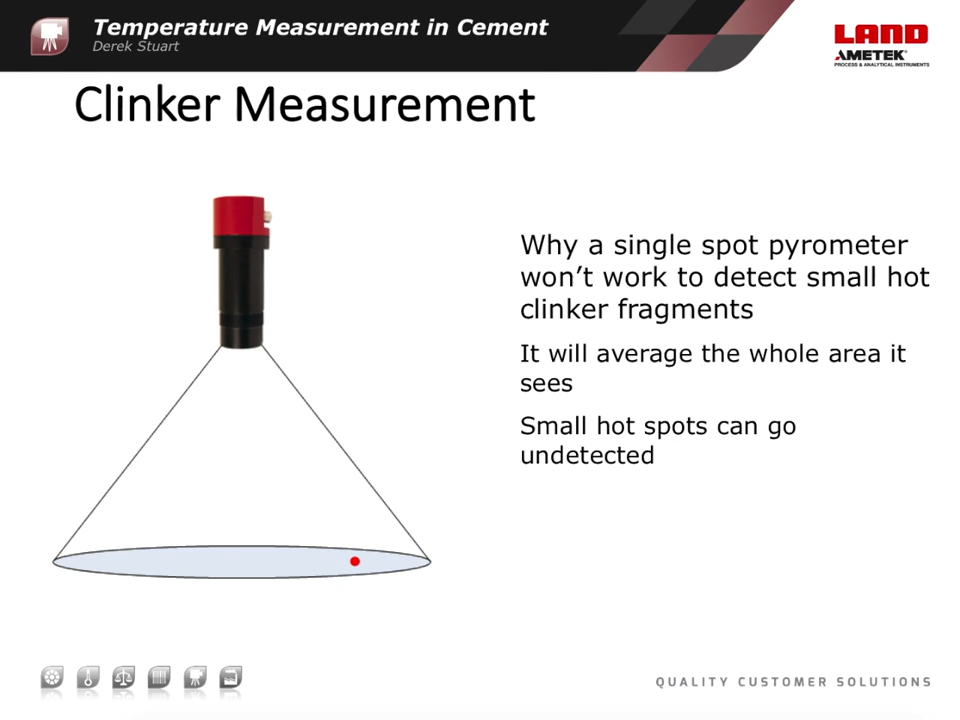 Temperature Measurement in Cement
Derek Stuart
LAND
AMETEK®
PROCESS & ANALYTICAL INSTRUMENTS
Clinker Measurement
Why a single spot pyrometer
won’t work to detect small hot
clinker fragments
It will average the whole area it
sees
Small hot spots can go
undetected
QUALITY CUSTOMER SOLUTIONS